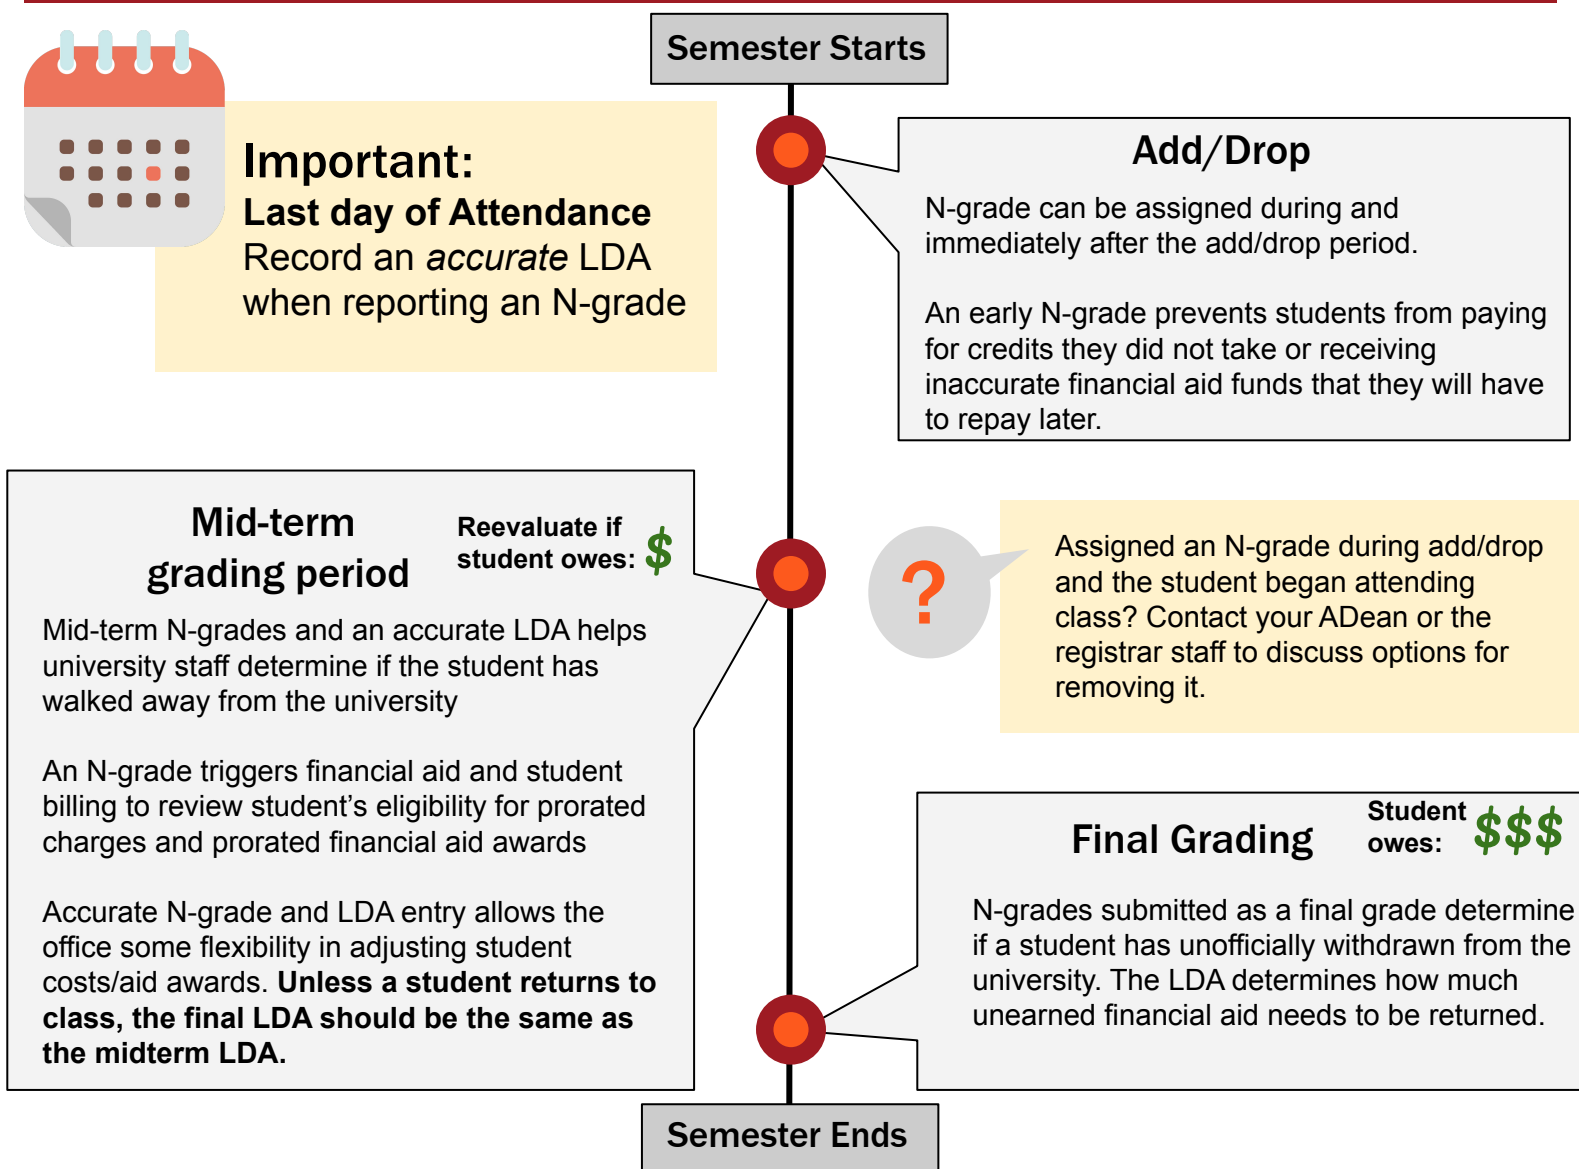 Semester Starts
Important:
Last day of Attendance
Record an accurate LDA
when reporting an N-grade
Add/Drop
N-grade can be assigned during and
immediately after the add/drop period.
An early N-grade prevents students from paying
for credits they did not take or receiving
inaccurate financial aid funds that they will have
to repay later.
Mid-term
grading period
Reevaluate if
student owes: $
Mid-term N-grades and an accurate LDA helps
university staff determine if the student has
walked away from the university
An N-grade triggers financial aid and student
billing to review student’s eligibility for prorated
charges and prorated financial aid awards
Accurate N-grade and LDA entry allows the
office some flexibility in adjusting student
costs/aid awards. Unless a student returns to
class, the final LDA should be the same as
the midterm LDA.
?
Assigned an N-grade during add/drop
and the student began attending
class? Contact your ADean or the
registrar staff to discuss options for
removing it.
Final Grading
Student
owes: $$$
N-grades submitted as a final grade determine
if a student has unofficially withdrawn from the
university. The LDA determines how much
unearned financial aid needs to be returned.
Semester Ends